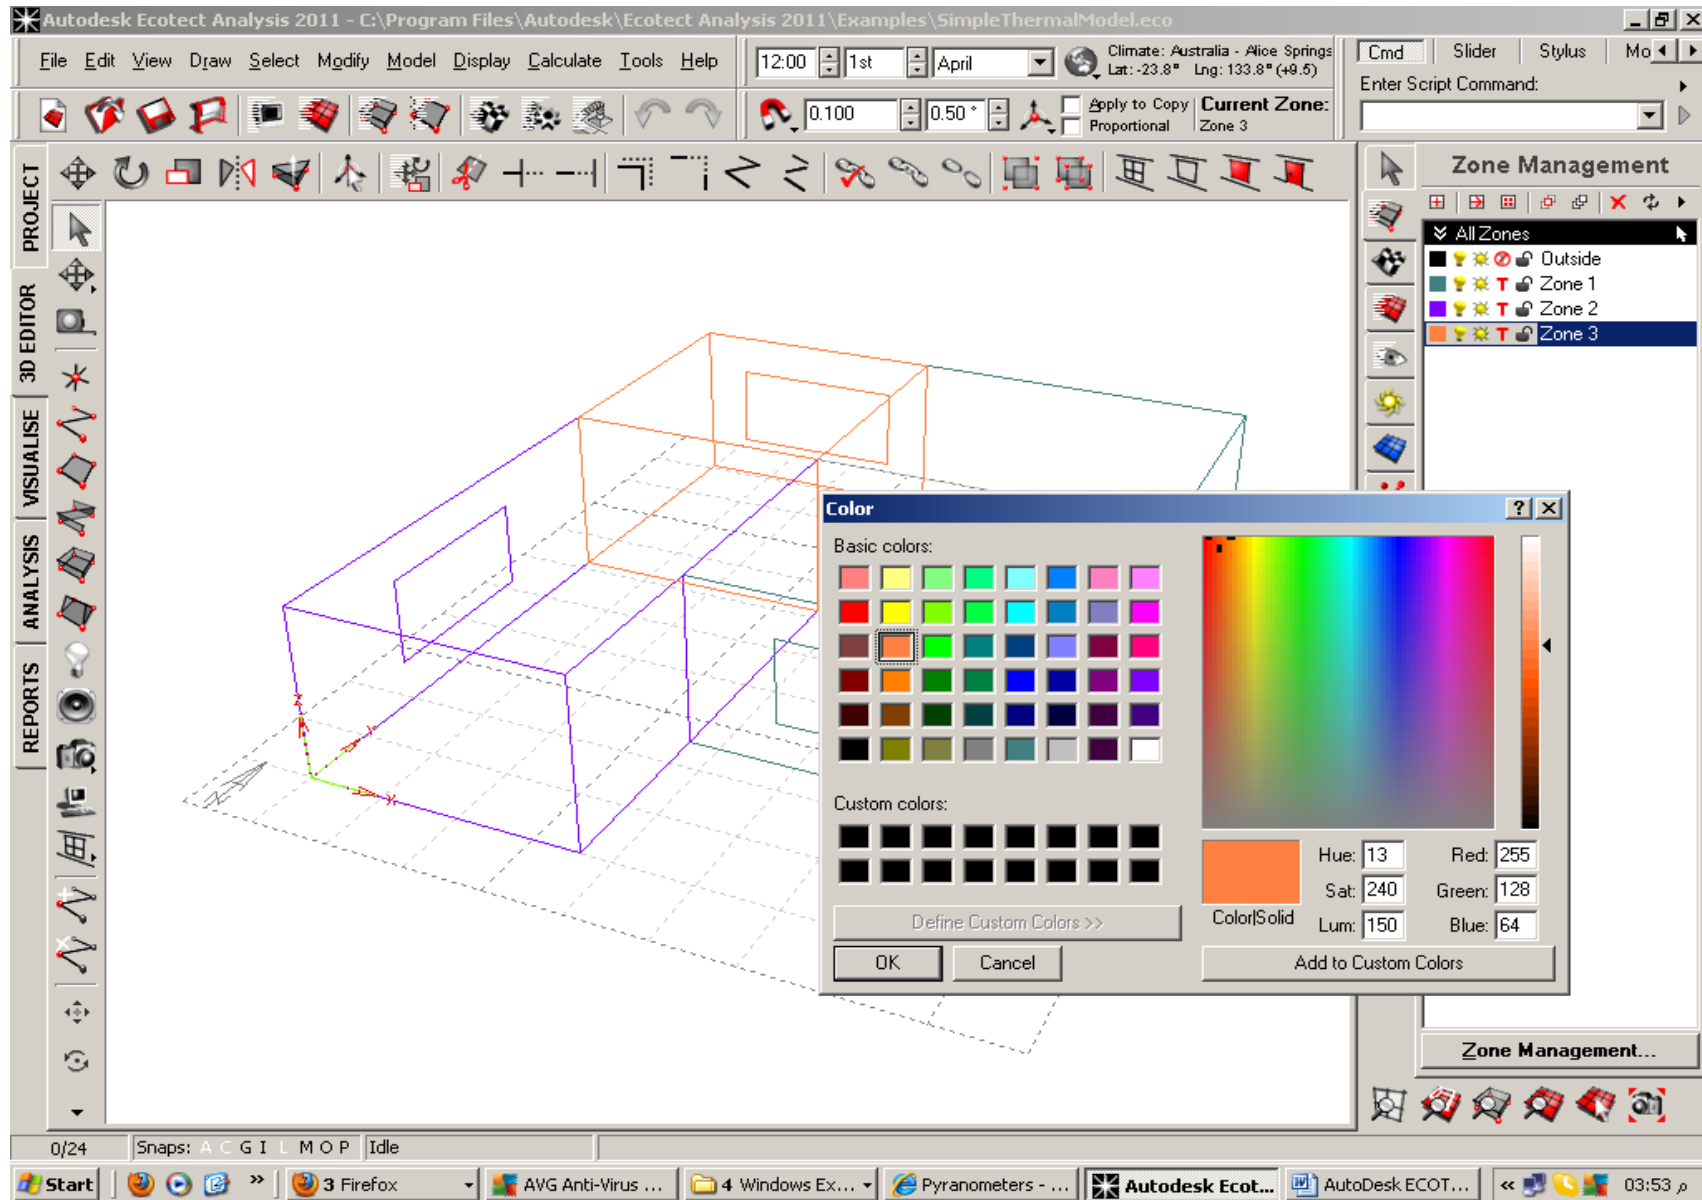 Autodesk Ecotect Analysis 2011 - C:\Program Files\Autodesk\Ecotect Analysis 2011\Examples\SimpleThermalModel.eco
File Edit View Draw Select Modify Model Display Calculate Tools Help
12:00 1st April
Climate: Australia - Alice Springs
Lat: -23.8° Lng: 133.8° (+9.5)
Cmd Slider Stylus Mo
Enter Script Command:
0.100 0.50 °
Apply to Copy
Proportional
Current Zone:
Zone 3
PROJECT
3D EDITOR
VISUALISE
ANALYSIS
REPORTS
Zone Management
All Zones
Outside
T Zone 1
T Zone 2
T Zone 3
Color
Basic colors:
Custom colors:
Define Custom Colors >>
OK Cancel
Color|Solid
Hue: 13 Red: 255
Sat: 240 Green: 128
Lum: 150 Blue: 64
Add to Custom Colors
Zone Management...
0/24 Snaps: A C G I L M O P Idle
Start » 3 Firefox AVG Anti-Virus ... 4 Windows Ex... Pyranometers - ... Autodesk Ecot... AutoDesk ECOT... « 03:53 م